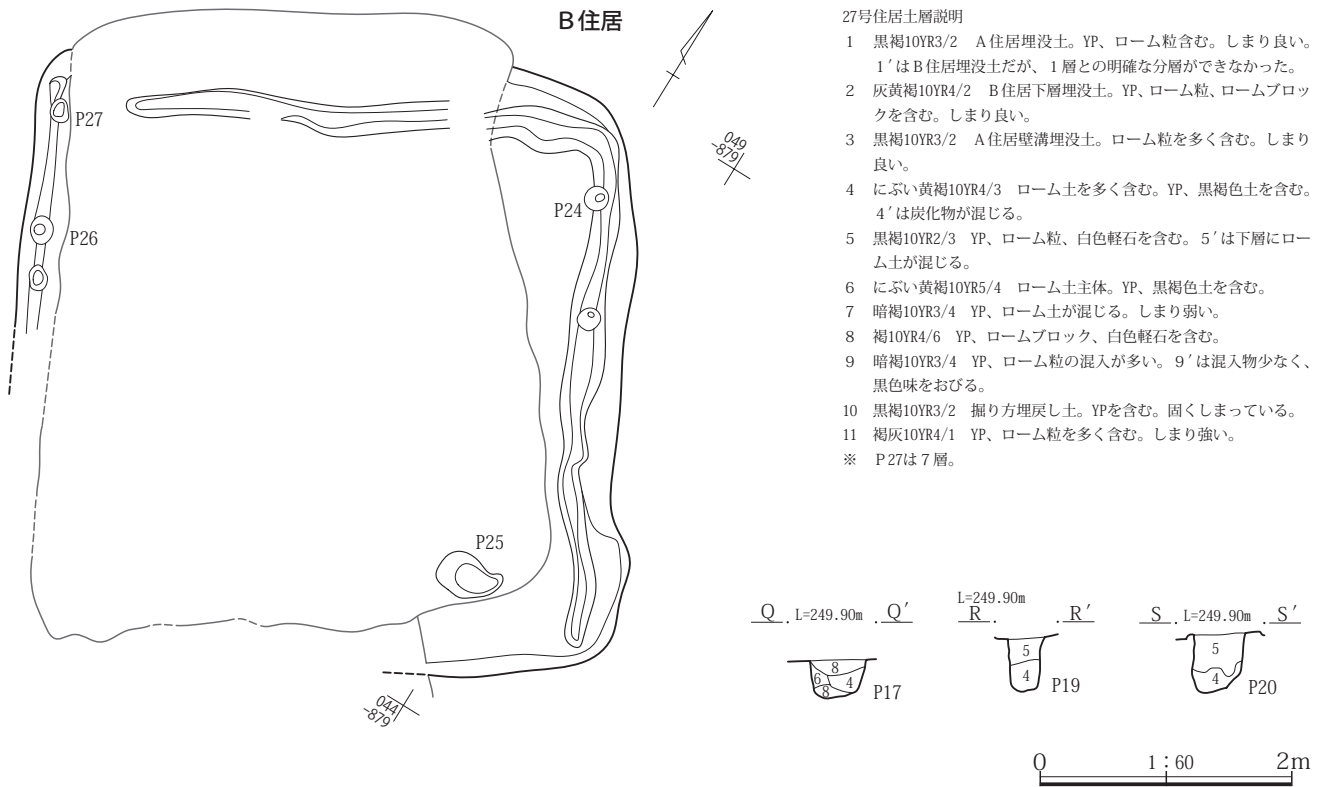 B住居
P27
P26
P24
P25
049
-879
044
-879
27号住居土層説明
1 黒褐10YR3/2 A住居埋没土。YP、ローム粒含む。しまり良い。
1′はB住居埋没土だが、1層との明確な分層ができなかった。
2 灰黄褐10YR4/2 B住居下層埋没土。YP、ローム粒、ロームブロッ
クを含む。しまり良い。
3 黒褐10YR3/2 A住居壁溝埋没土。ローム粒を多く含む。しまり
良い。
4 にぶい黄褐10YR4/3 ローム土を多く含む。YP、黒褐色土を含む。
4′は炭化物が混じる。
5 黒褐10YR2/3 YP、ローム粒、白色軽石を含む。5′は下層にロー
ム土が混じる。
6 にぶい黄褐10YR5/4 ローム土主体。YP、黒褐色土を含む。
7 暗褐10YR3/4 YP、ローム土が混じる。しまり弱い。
8 褐10YR4/6 YP、ロームブロック、白色軽石を含む。
9 暗褐10YR3/4 YP、ローム粒の混入が多い。9′は混入物少なく、
黒色味をおびる。
10 黒褐10YR3/2 掘り方埋戻し土。YPを含む。固くしまっている。
11 褐灰10YR4/1 YP、ローム粒を多く含む。しまり強い。
※ P27は7層。
Q . L=249.90m . Q′
8
6 4
8
P17
L=249.90m
R . . R′
5
4
P19
S . L=249.90m . S′
5
4
P20
0 1:60 2m